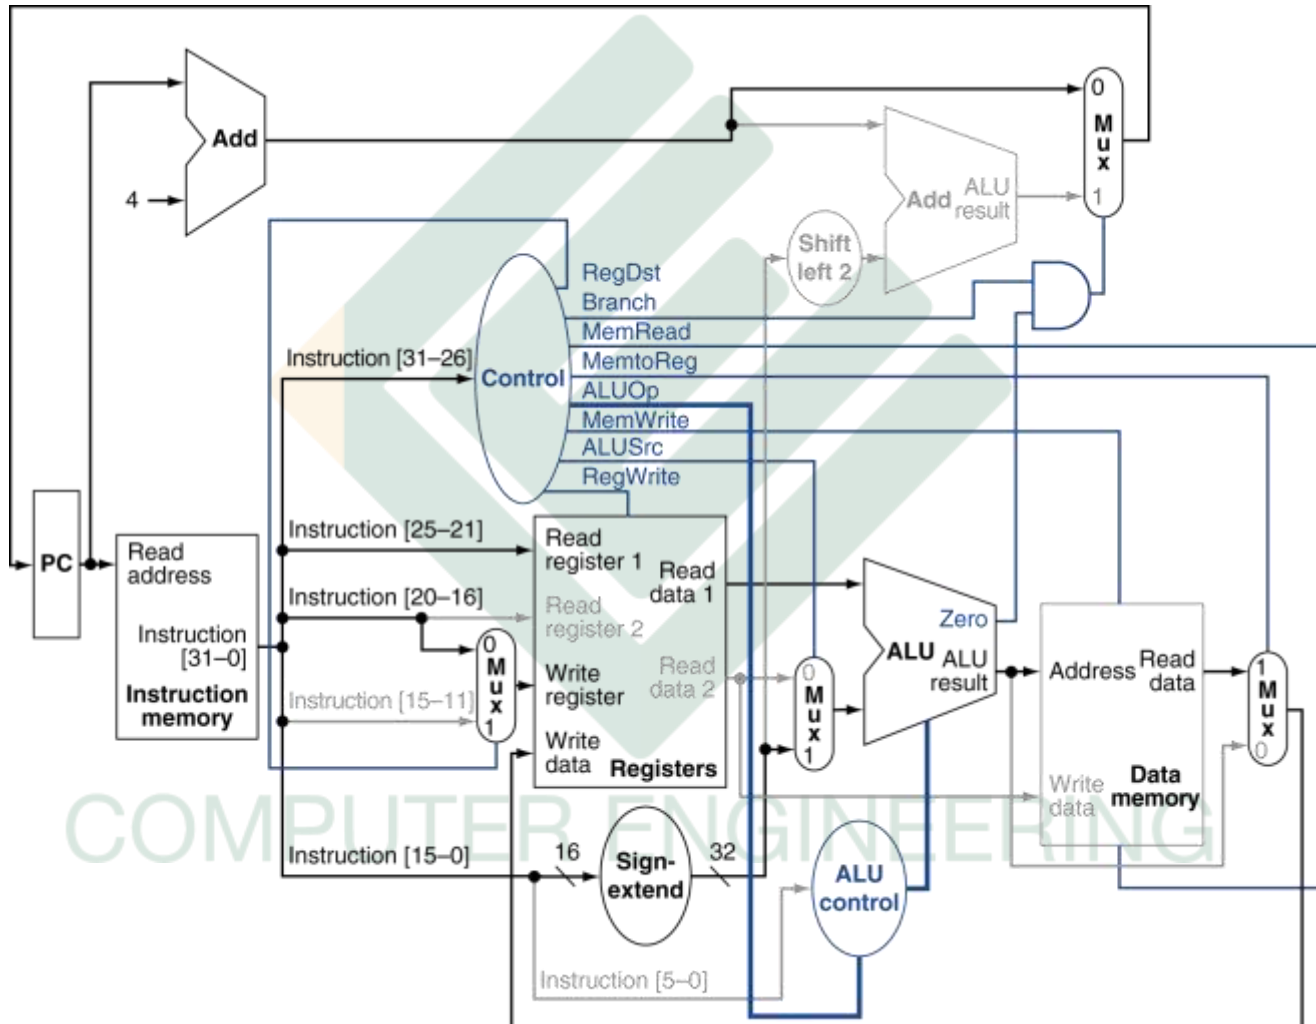 0
Mux
1
Add
4
Add
ALU
result
Shift
left 2
RegDst
Branch
MemRead
MemtoReg
ALUOp
MemWrite
ALUSrc
RegWrite
Instruction [31–26]
Control
PC
Read
address
Instruction
[31–0]
Instruction
memory
Instruction [25–21]
Instruction [20–16]
Instruction [15–11]
0
Mux
1
Read
register 1
Read
register 2
Write
register
Write
data
Read
data 1
Read
data 2
Registers
0
Mux
1
Zero
ALU
ALU
result
Address
Read
data
Write
data
Data
memory
1
Mux
0
COMPUTER ENGINEERING
Instruction [15–0]
16
Sign-
extend
32
ALU
control
Instruction [5–0]